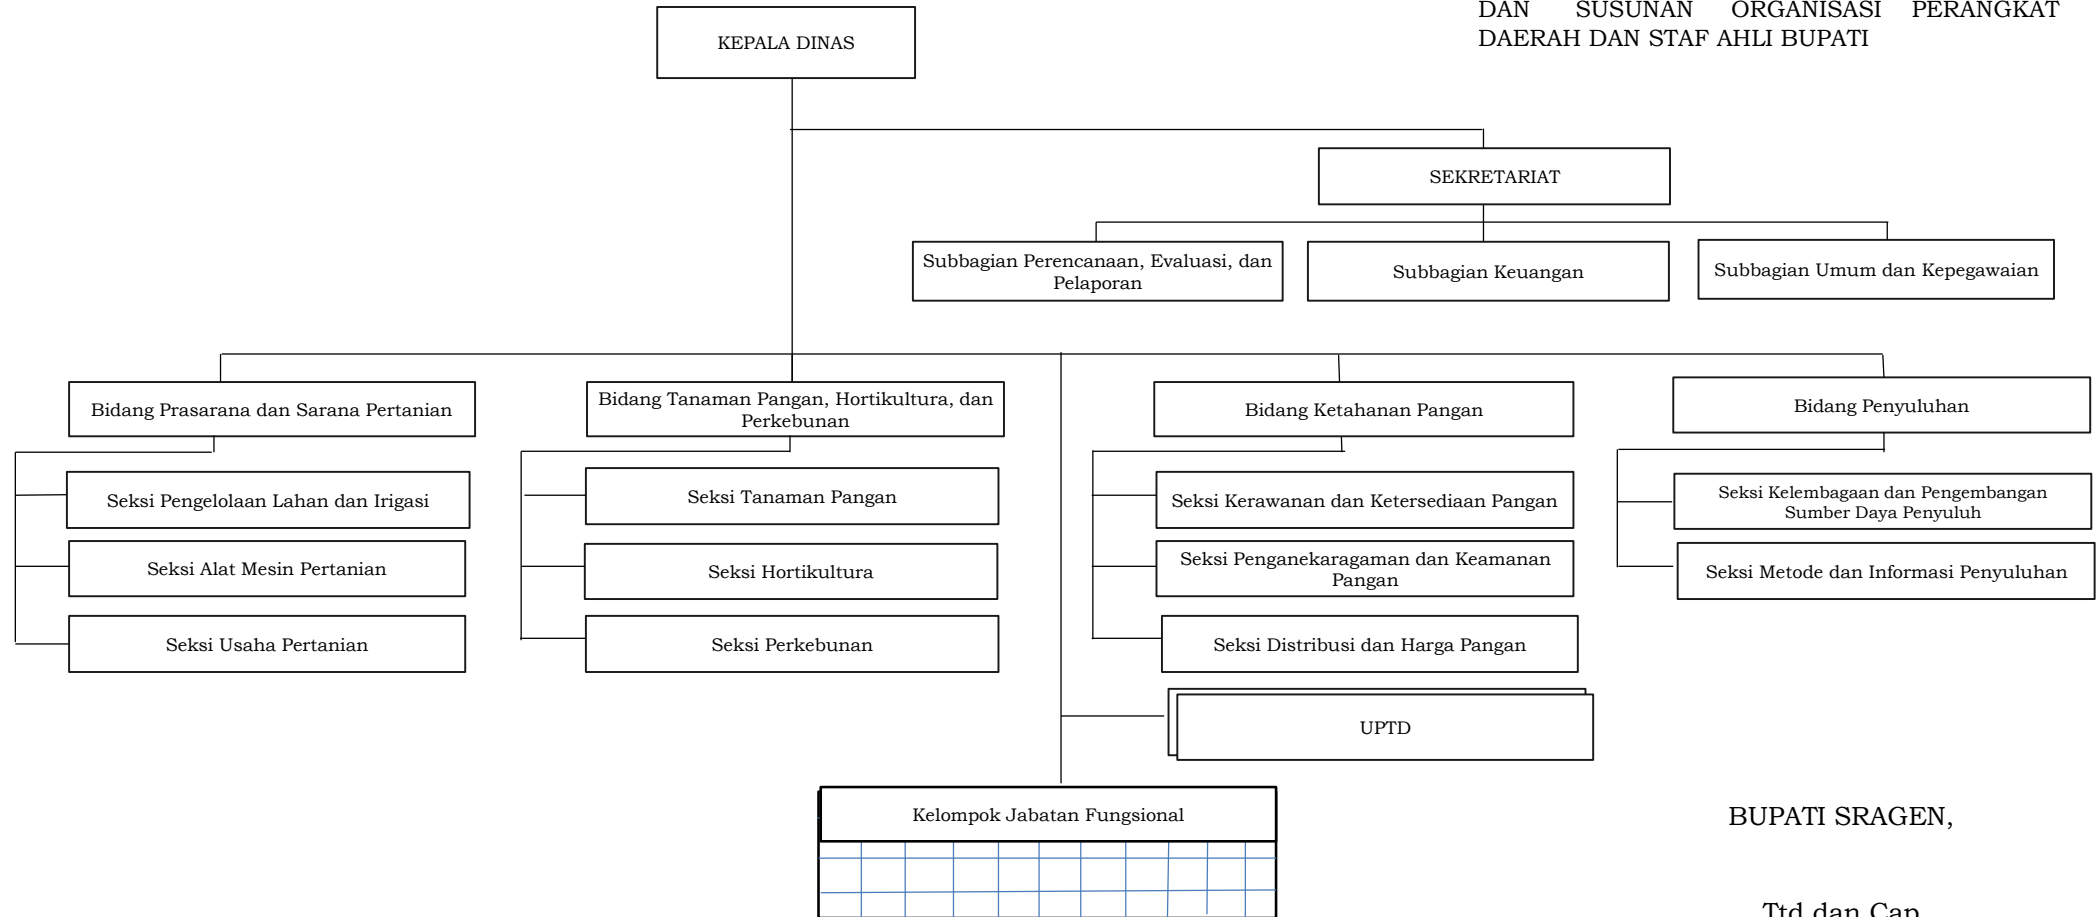 DAN SUSUNAN ORGANISASI PERANGKAT
DAERAH DAN STAF AHLI BUPATI
KEPALA DINAS
SEKRETARIAT
Subbagian Perencanaan, Evaluasi, dan
Pelaporan
Subbagian Keuangan
Subbagian Umum dan Kepegawaian
Bidang Prasarana dan Sarana Pertanian
Seksi Pengelolaan Lahan dan Irigasi
Seksi Alat Mesin Pertanian
Seksi Usaha Pertanian
Bidang Tanaman Pangan, Hortikultura, dan
Perkebunan
Seksi Tanaman Pangan
Seksi Hortikultura
Seksi Perkebunan
Bidang Ketahanan Pangan
Seksi Kerawanan dan Ketersediaan Pangan
Seksi Penganekaragaman dan Keamanan
Pangan
Seksi Distribusi dan Harga Pangan
Bidang Penyuluhan
Seksi Kelembagaan dan Pengembangan
Sumber Daya Penyuluh
Seksi Metode dan Informasi Penyuluhan
UPTD
Kelompok Jabatan Fungsional
BUPATI SRAGEN,
Ttd dan Cap